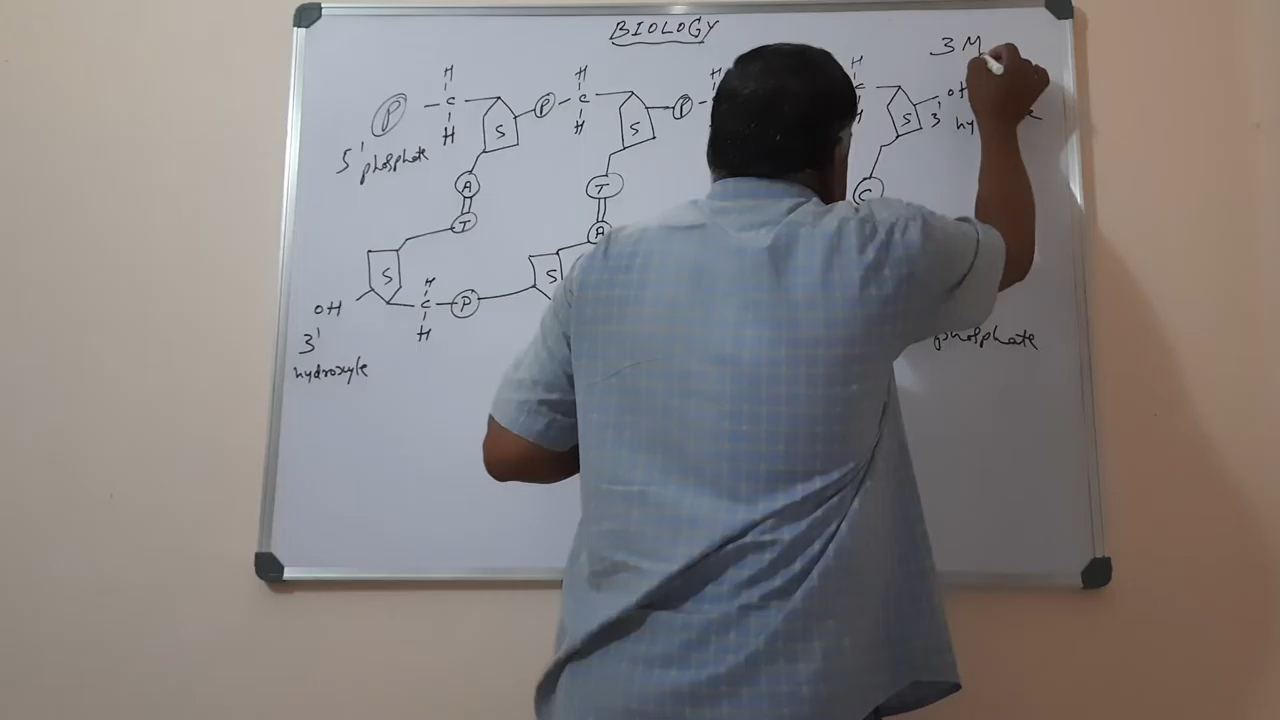 BIOLOGY
3 M
H H H H
P C P C P C
H H H
S S S OH
5' phosphate
3'
A T C
T A
S S
H
OH C P
H
3'
hydroxyle
phosphate